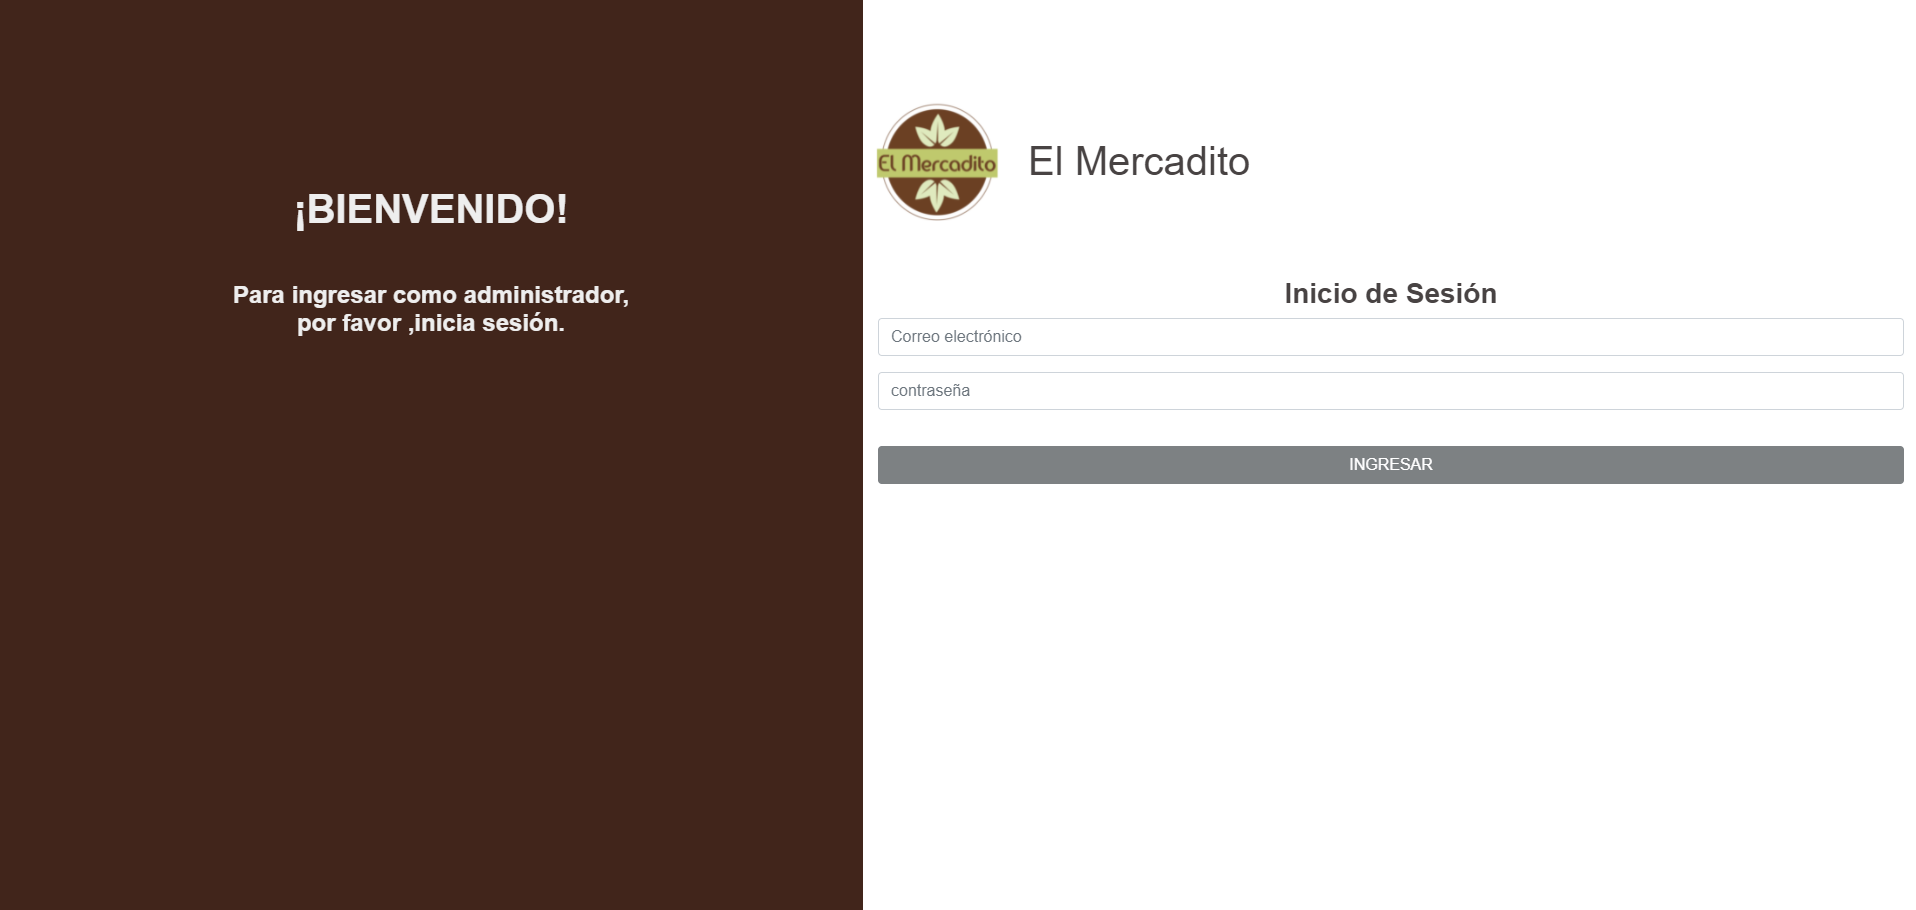 ¡BIENVENIDO!
Para ingresar como administrador,
por favor ,inicia sesión.
El Mercadito
El Mercadito
Inicio de Sesión
Correo electrónico
contraseña
INGRESAR